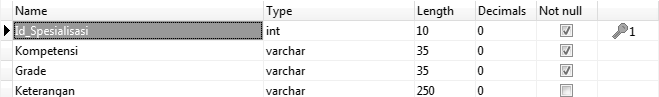 Name Type Length Decimals Not null
Id_Spesialisasi int 10 0 1
Kompetensi varchar 35 0
Grade varchar 35 0
Keterangan varchar 250 0